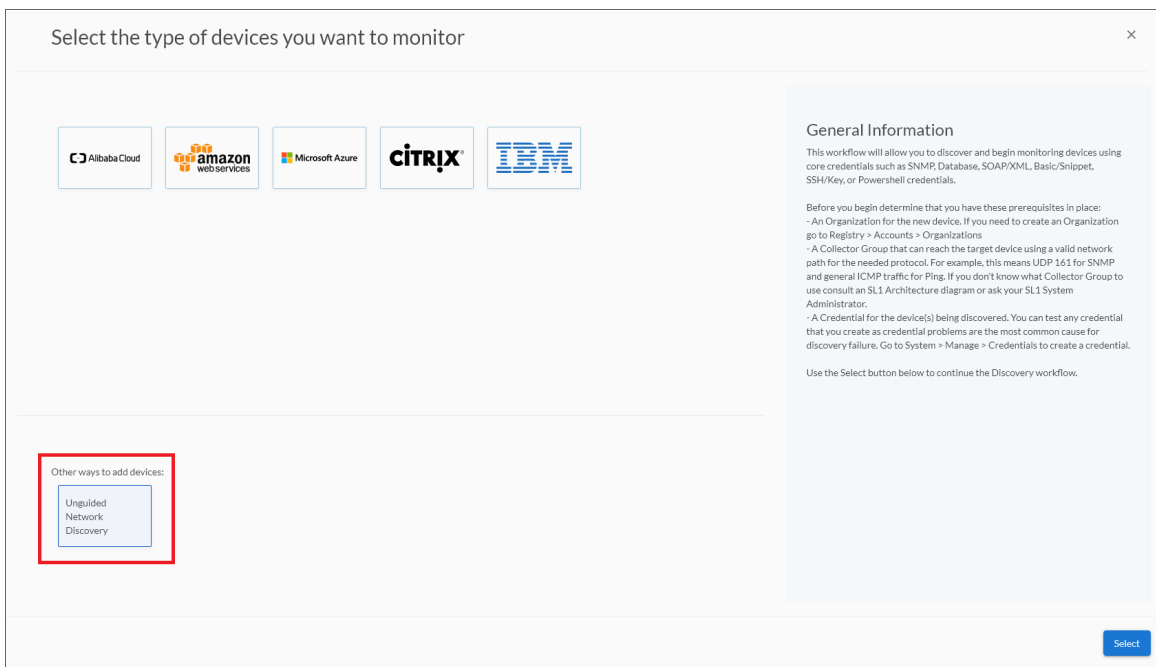 Select the type of devices you want to monitor
×
Alibaba Cloud
amazon
web services
Microsoft Azure
CİTRIX®
IBM
General Information
This workflow will allow you to discover and begin monitoring devices using
core credentials such as SNMP, Database, SOAP/XML, Basic/Snippet,
SSH/Key, or Powershell credentials.
Before you begin determine that you have these prerequisites in place:
- An Organization for the new device. If you need to create an Organization
go to Registry > Accounts > Organizations
- A Collector Group that can reach the target device using a valid network
path for the needed protocol. For example, this means UDP 161 for SNMP
and general ICMP traffic for Ping. If you don't know what Collector Group to
use consult an SL1 Architecture diagram or ask your SL1 System
Administrator.
- A Credential for the device(s) being discovered. You can test any credential
that you create as credential problems are the most common cause for
discovery failure. Go to System > Manage > Credentials to create a credential.
Use the Select button below to continue the Discovery workflow.
Other ways to add devices:
Unguided
Network
Discovery
Select